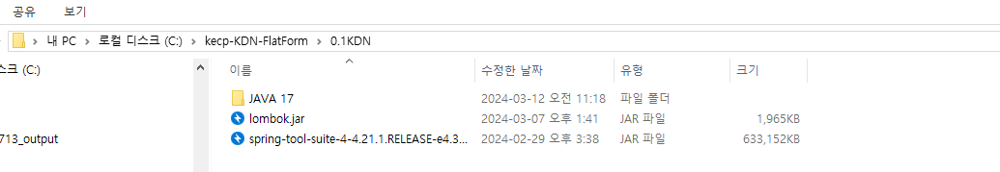 공유 보기
내 PC > 로컬 디스크 (C:) > kecp-KDN-FlatForm > 0.1KDN
스크 (C:)
이름 수정한 날짜 유형 크기
JAVA 17 2024-03-12 오전 11:18 파일 폴더
lombok.jar 2024-03-07 오후 1:41 JAR 파일 1,965KB
713_output
spring-tool-suite-4-4.21.1.RELEASE-e4.3... 2024-02-29 오후 3:38 JAR 파일 633,152KB